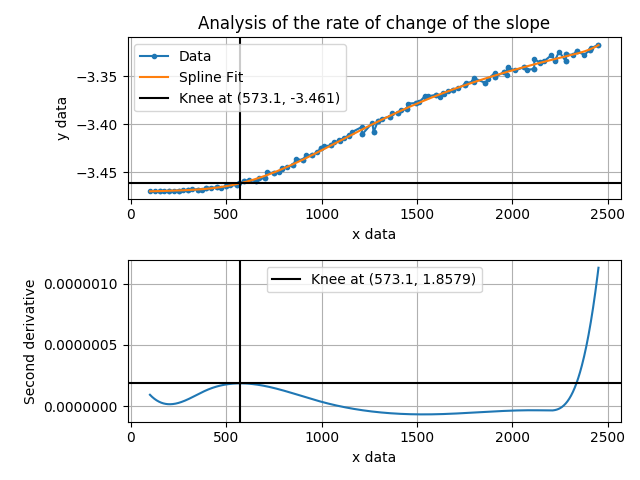 Analysis of the rate of change of the slope
Data
Spline Fit
Knee at (573.1, -3.461)
−3.35
−3.40
−3.45
y data
0
500
1000
1500
2000
2500
x data
Knee at (573.1, 1.8579)
0.0000010
0.0000005
0.0000000
Second derivative
0
500
1000
1500
2000
2500
x data